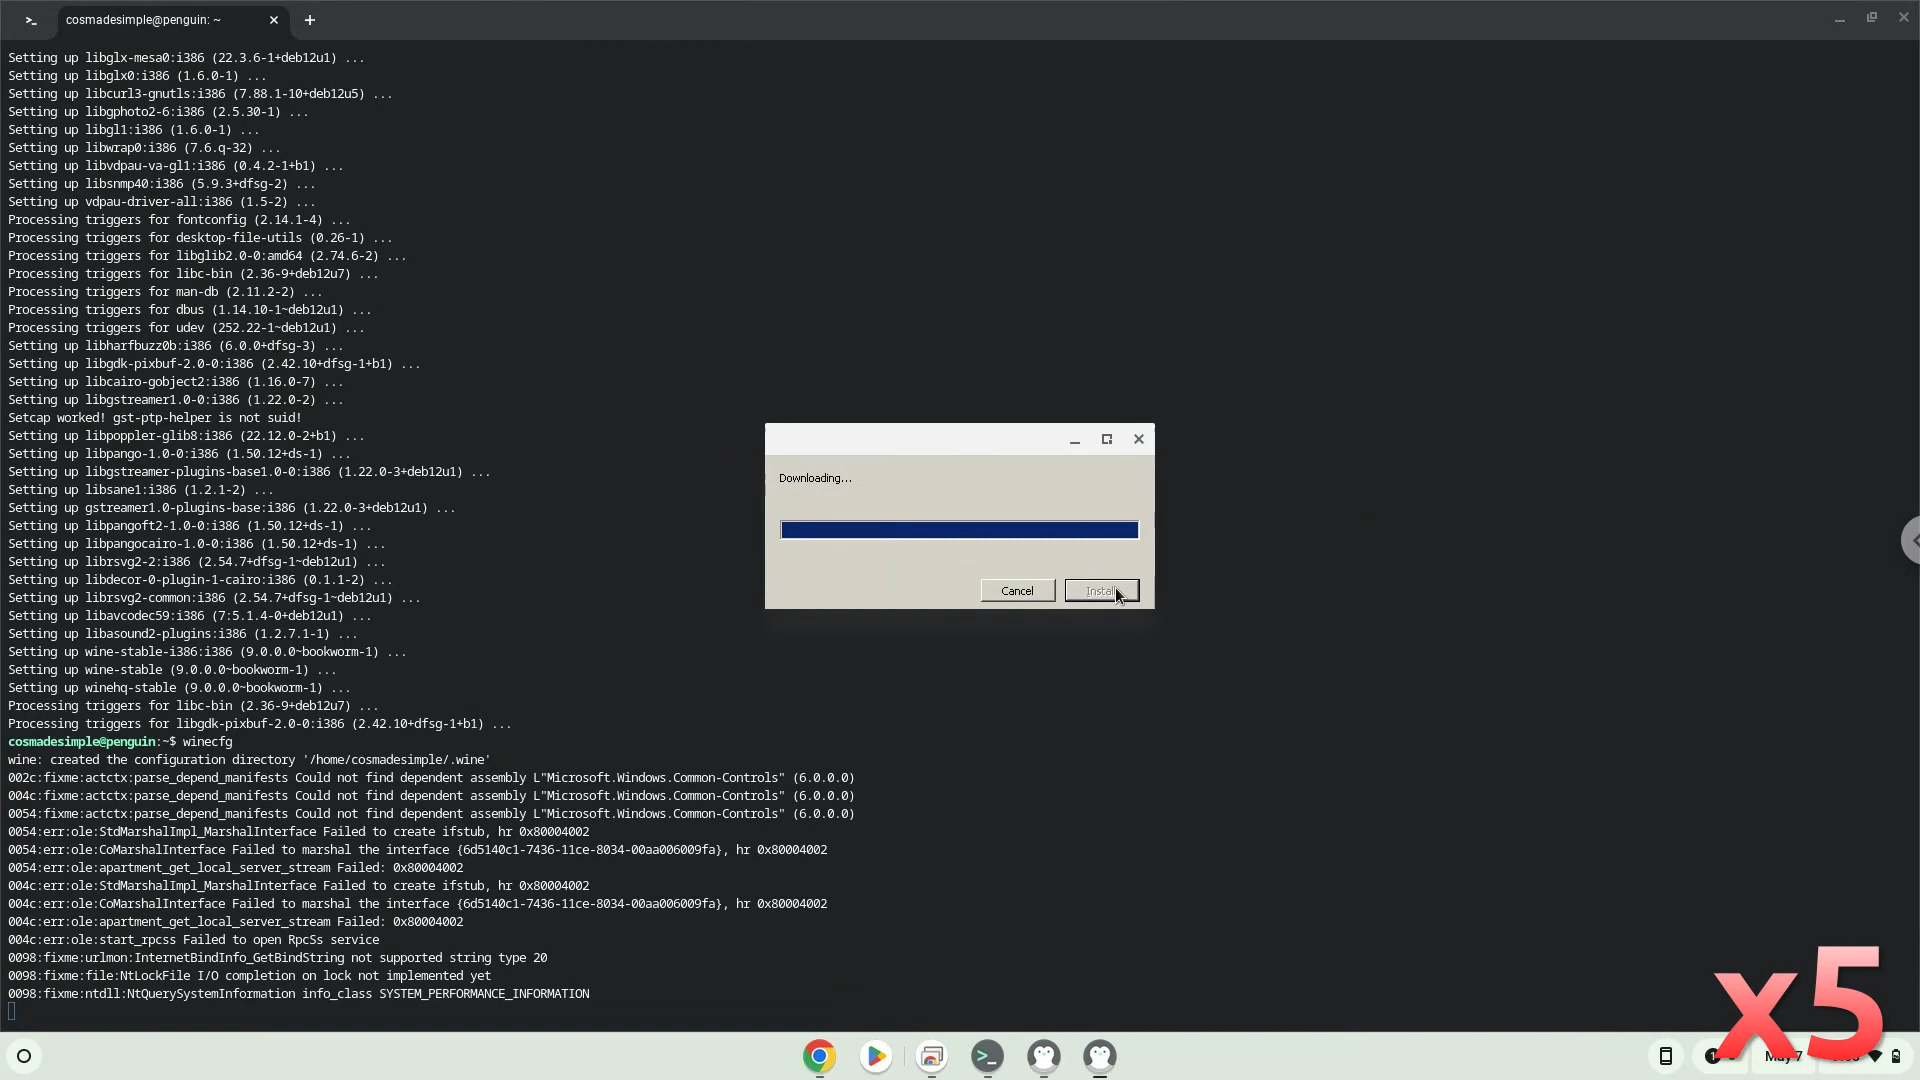 cosmadesimple@penguin: ~
Setting up libglx-mesa0:i386 (22.3.6-1+deb12u1) ...
Setting up libglx0:i386 (1.6.0-1) ...
Setting up libcurl3-gnutls:i386 (7.88.1-10+deb12u5) ...
Setting up libgphoto2-6:i386 (2.5.30-1) ...
Setting up libgl1:i386 (1.6.0-1) ...
Setting up libwrap0:i386 (7.6.q-32) ...
Setting up libvdpau-va-gl1:i386 (0.4.2-1+b1) ...
Setting up libsnmp40:i386 (5.9.3+dfsg-2) ...
Setting up vdpau-driver-all:i386 (1.5-2) ...
Processing triggers for fontconfig (2.14.1-4) ...
Processing triggers for desktop-file-utils (0.26-1) ...
Processing triggers for libglib2.0-0:amd64 (2.74.6-2) ...
Processing triggers for libc-bin (2.36-9+deb12u7) ...
Processing triggers for man-db (2.11.2-2) ...
Processing triggers for dbus (1.14.10-1~deb12u1) ...
Processing triggers for udev (252.22-1~deb12u1) ...
Setting up libharfbuzz0b:i386 (6.0.0+dfsg-3) ...
Setting up libgdk-pixbuf-2.0-0:i386 (2.42.10+dfsg-1+b1) ...
Setting up libcairo-gobject2:i386 (1.16.0-7) ...
Setting up libgstreamer1.0-0:i386 (1.22.0-2) ...
Setcap worked! gst-ptp-helper is not suid!
Setting up libpoppler-glib8:i386 (22.12.0-2+b1) ...
Setting up libpango-1.0-0:i386 (1.50.12+ds-1) ...
Setting up libgstreamer-plugins-base1.0-0:i386 (1.22.0-3+deb12u1) ...
Setting up libsane1:i386 (1.2.1-2) ...
Setting up gstreamer1.0-plugins-base:i386 (1.22.0-3+deb12u1) ...
Setting up libpangoft2-1.0-0:i386 (1.50.12+ds-1) ...
Setting up libpangocairo-1.0-0:i386 (1.50.12+ds-1) ...
Setting up librsvg2-2:i386 (2.54.7+dfsg-1~deb12u1) ...
Setting up libdecor-0-plugin-1-cairo:i386 (0.1.1-2) ...
Setting up librsvg2-common:i386 (2.54.7+dfsg-1~deb12u1) ...
Setting up libavcodec59:i386 (7:5.1.4-0+deb12u1) ...
Setting up libasound2-plugins:i386 (1.2.7.1-1) ...
Setting up wine-stable-i386:i386 (9.0.0.0~bookworm-1) ...
Setting up wine-stable (9.0.0.0~bookworm-1) ...
Setting up winehq-stable (9.0.0.0~bookworm-1) ...
Processing triggers for libc-bin (2.36-9+deb12u7) ...
Processing triggers for libgdk-pixbuf-2.0-0:i386 (2.42.10+dfsg-1+b1) ...
cosmadesimple@penguin:~$ winecfg
wine: created the configuration directory '/home/cosmadesimple/.wine'
002c:fixme:actctx:parse_depend_manifests Could not find dependent assembly L"Microsoft.Windows.Common-Controls" (6.0.0.0)
004c:fixme:actctx:parse_depend_manifests Could not find dependent assembly L"Microsoft.Windows.Common-Controls" (6.0.0.0)
0054:fixme:actctx:parse_depend_manifests Could not find dependent assembly L"Microsoft.Windows.Common-Controls" (6.0.0.0)
0054:err:ole:StdMarshalImpl_MarshalInterface Failed to create ifstub, hr 0x80004002
0054:err:ole:CoMarshalInterface Failed to marshal the interface {6d5140c1-7436-11ce-8034-00aa006009fa}, hr 0x80004002
0054:err:ole:apartment_get_local_server_stream Failed: 0x80004002
004c:err:ole:StdMarshalImpl_MarshalInterface Failed to create ifstub, hr 0x80004002
004c:err:ole:CoMarshalInterface Failed to marshal the interface {6d5140c1-7436-11ce-8034-00aa006009fa}, hr 0x80004002
004c:err:ole:apartment_get_local_server_stream Failed: 0x80004002
004c:err:ole:start_rpcss Failed to open RpcSs service
0098:fixme:urlmon:InternetBindInfo_GetBindString not supported string type 20
0098:fixme:file:NtLockFile I/O completion on lock not implemented yet
0098:fixme:ntdll:NtQuerySystemInformation info_class SYSTEM_PERFORMANCE_INFORMATION
Downloading...
Cancel
Install
x5
May 7